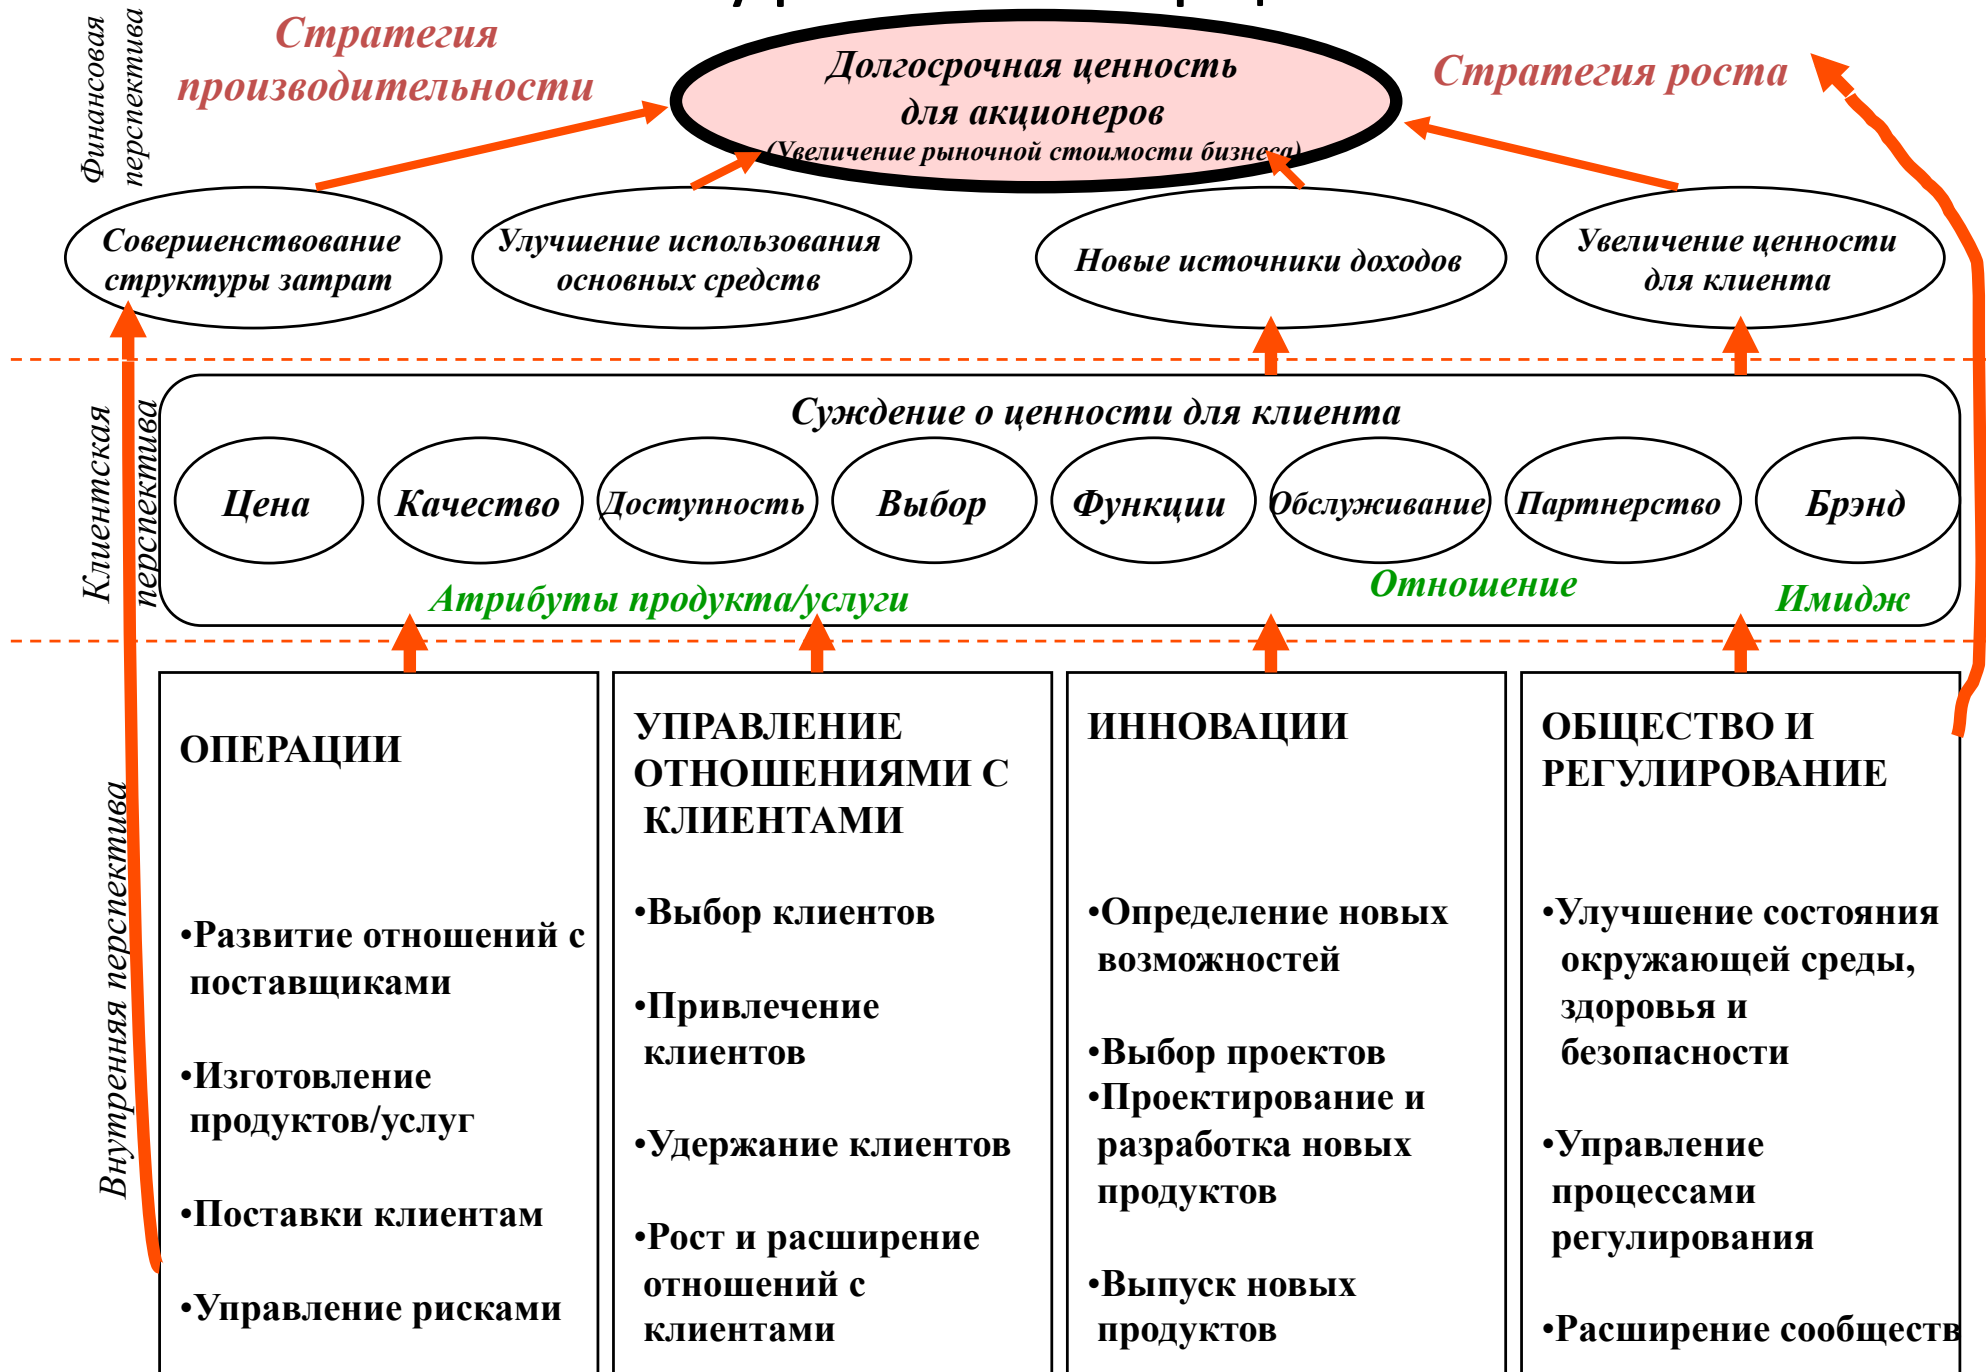 Финансовая
перспектива
Стратегия
производительности
Долгосрочная ценность
для акционеров
(Увеличение рыночной стоимости бизнеса)
Стратегия роста
Совершенствование
структуры затрат
Улучшение использования
основных средств
Новые источники доходов
Увеличение ценности
для клиента
Клиентская
перспектива
Суждение о ценности для клиента
Цена
Качество
Доступность
Выбор
Функции
Обслуживание
Партнерство
Брэнд
Атрибуты продукта/услуги
Отношение
Имидж
Внутренняя перспектива
ОПЕРАЦИИ
•Развитие отношений с
поставщиками
•Изготовление
продуктов/услуг
•Поставки клиентам
•Управление рисками
УПРАВЛЕНИЕ
ОТНОШЕНИЯМИ С
КЛИЕНТАМИ
•Выбор клиентов
•Привлечение
клиентов
•Удержание клиентов
•Рост и расширение
отношений с
клиентами
ИННОВАЦИИ
•Определение новых
возможностей
•Выбор проектов
•Проектирование и
разработка новых
продуктов
•Выпуск новых
продуктов
ОБЩЕСТВО И
РЕГУЛИРОВАНИЕ
•Улучшение состояния
окружающей среды,
здоровья и
безопасности
•Управление
процессами
регулирования
•Расширение сообществ